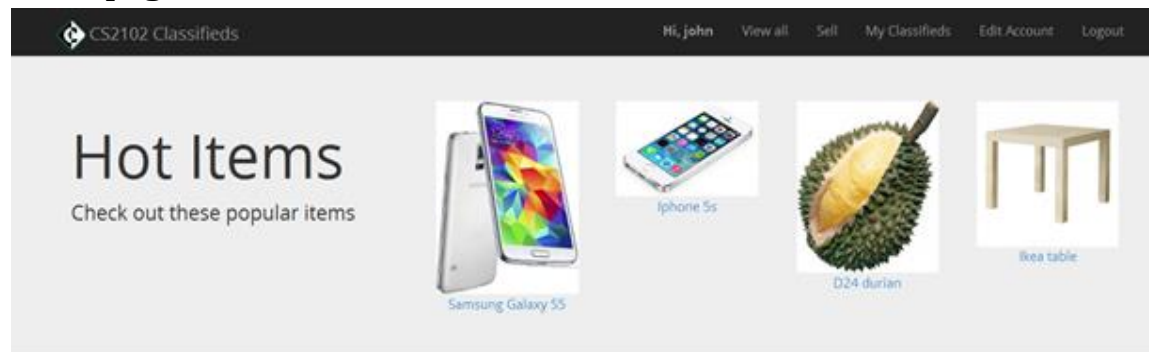 CS2102 Classifieds
Hi, john View all Sell My Classifieds Edit Account Logout
Hot Items
Check out these popular items
Samsung Galaxy S5
Iphone 5s
D24 durian
Ikea table